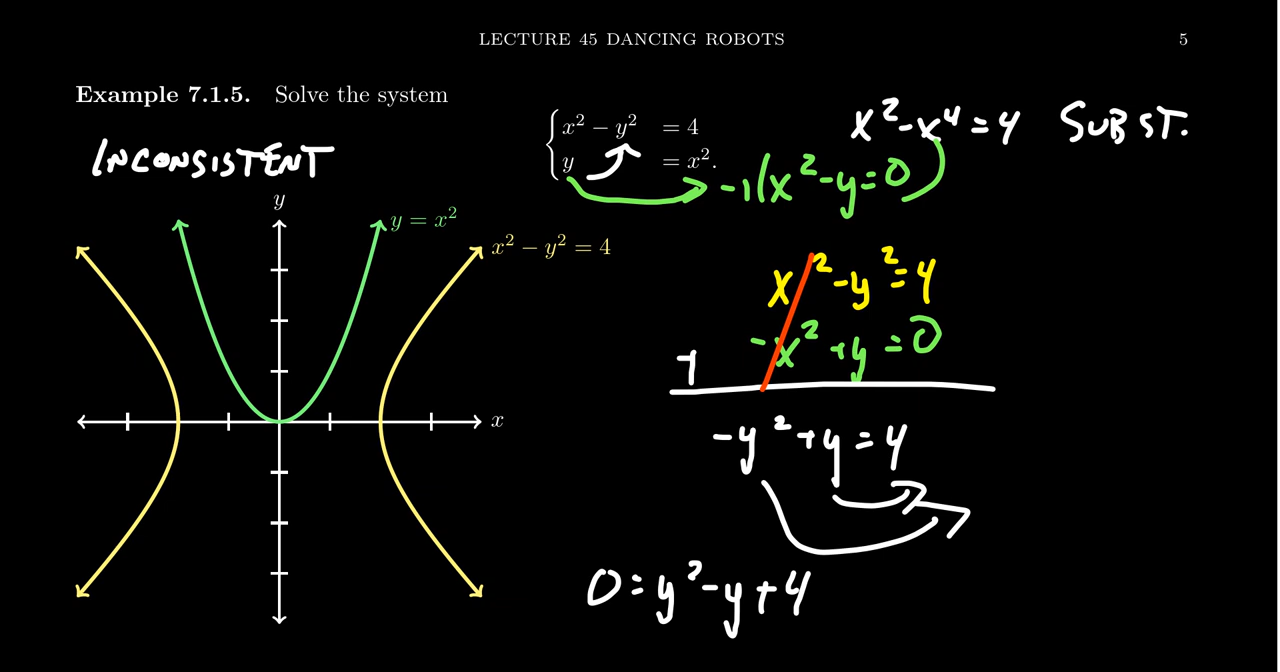 LECTURE 45 DANCING ROBOTS 5
Example 7.1.5. Solve the system
x² − y² = 4
y = x².
x² - x⁴ = 4 SUBST.
INCONSISTENT
-1(x² - y = 0
y
y = x²
x² − y² = 4
x² - y² = 4
-x² + y = 0
+
x
-y² + y = 4
0 = y² - y + 4